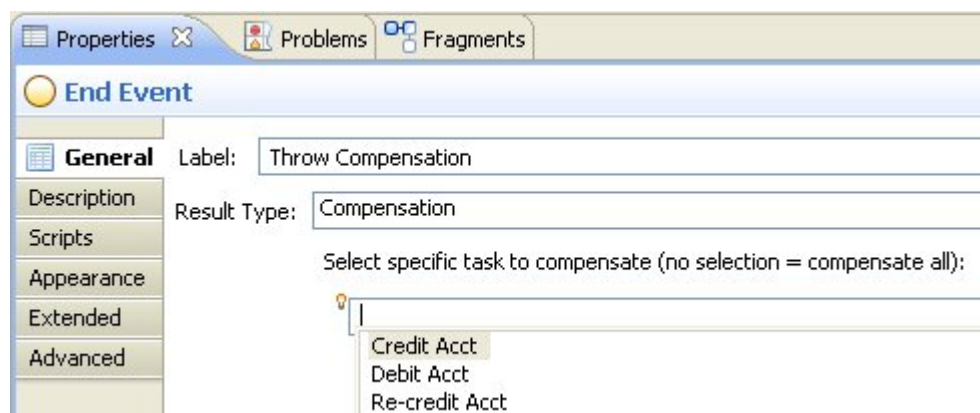 Properties Problems Fragments
End Event
General Label: Throw Compensation
Description
Result Type: Compensation
Scripts
Select specific task to compensate (no selection = compensate all):
Appearance
Extended
Credit Acct
Advanced
Debit Acct
Re-credit Acct